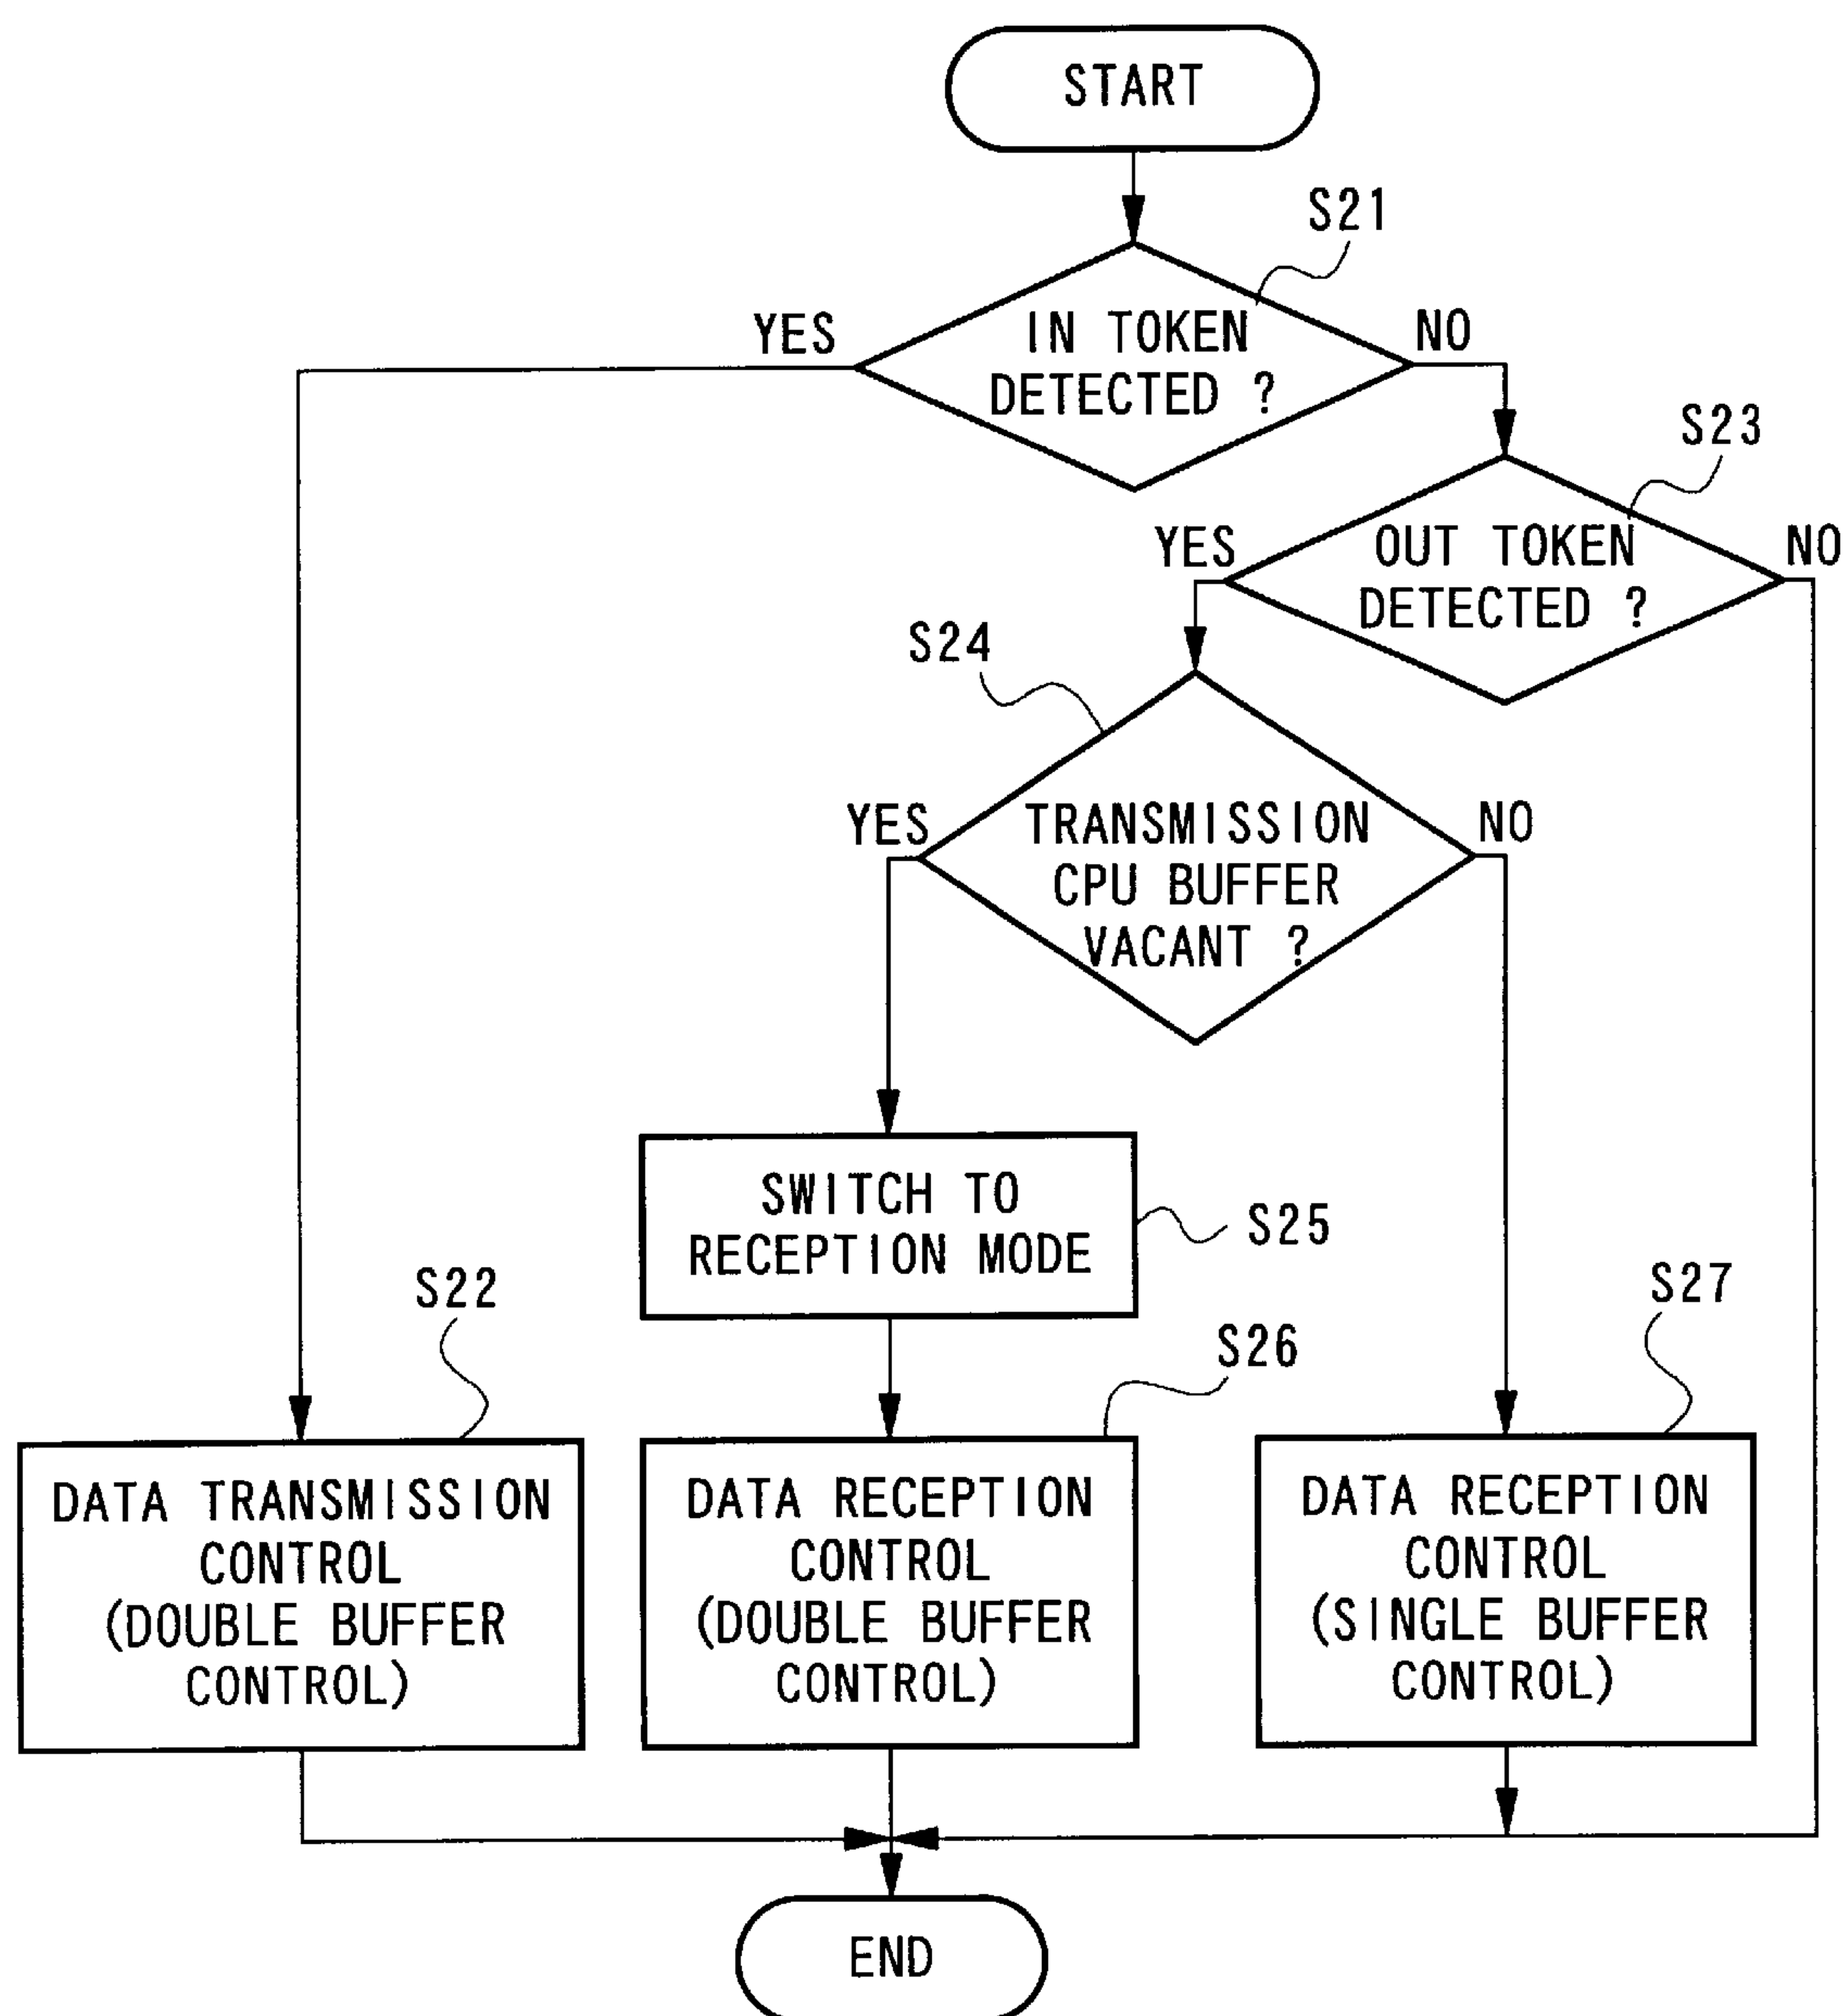 START
S21
YES
IN TOKEN
DETECTED ?
NO
S23
YES
OUT TOKEN
DETECTED ?
NO
S24
YES
TRANSMISSION
CPU BUFFER
VACANT ?
NO
SWITCH TO
RECEPTION MODE
S25
S22
S26
S27
DATA TRANSMISSION
CONTROL
(DOUBLE BUFFER
CONTROL)
DATA RECEPTION
CONTROL
(DOUBLE BUFFER
CONTROL)
DATA RECEPTION
CONTROL
(SINGLE BUFFER
CONTROL)
END